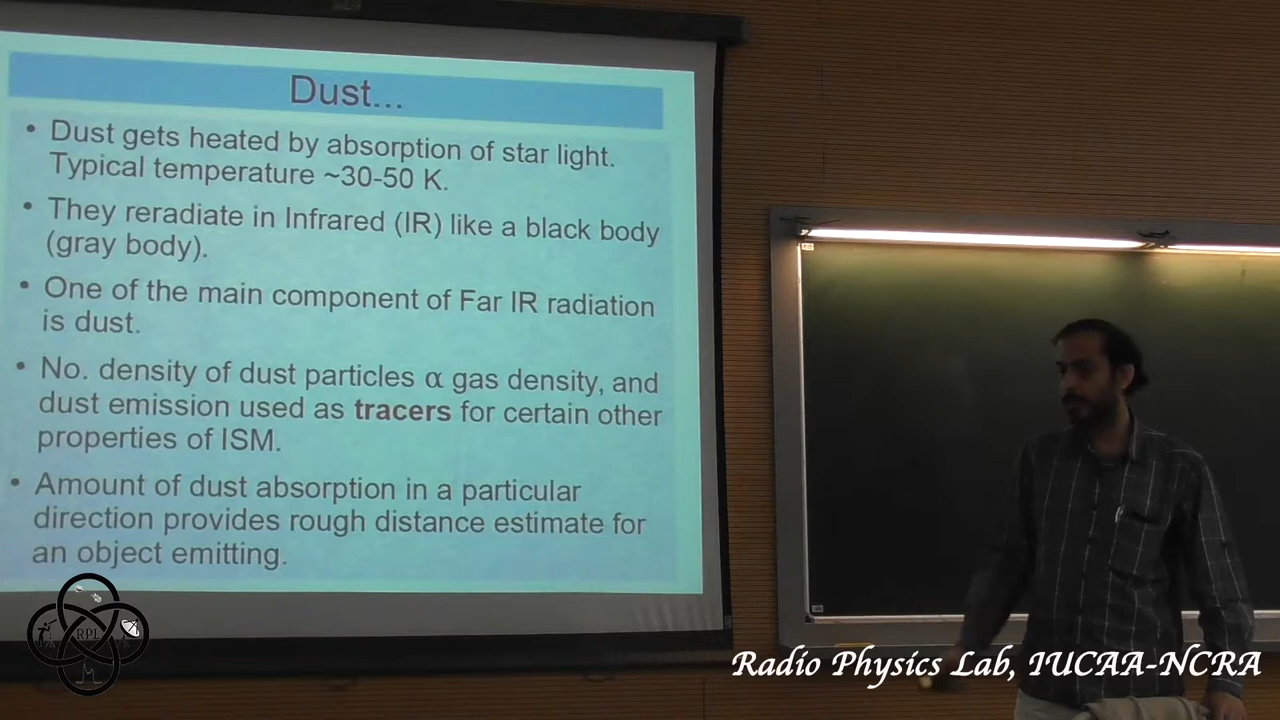 Dust...
• Dust gets heated by absorption of star light.
Typical temperature ~30-50 K.
• They reradiate in Infrared (IR) like a black body
(gray body).
• One of the main component of Far IR radiation
is dust.
• No. density of dust particles α gas density, and
dust emission used as tracers for certain other
properties of ISM.
• Amount of dust absorption in a particular
direction provides rough distance estimate for
an object emitting.
RPL
Radio Physics Lab, IUCAA-NCRA